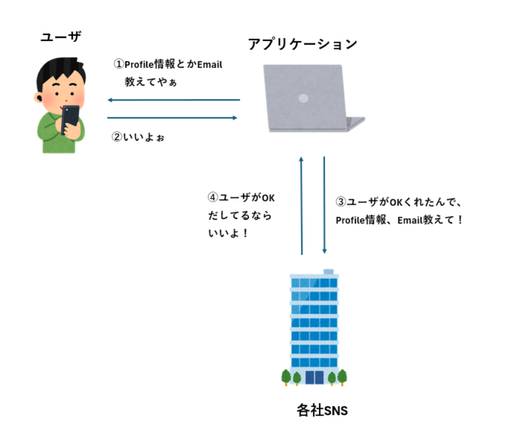 ユーザ
アプリケーション
①Profile情報とかEmail
教えてやぁ
②いいよぉ
④ユーザがOK
だしてるなら
いいよ！
③ユーザがOKくれたんで、
Profile情報、Email教えて！
各社SNS